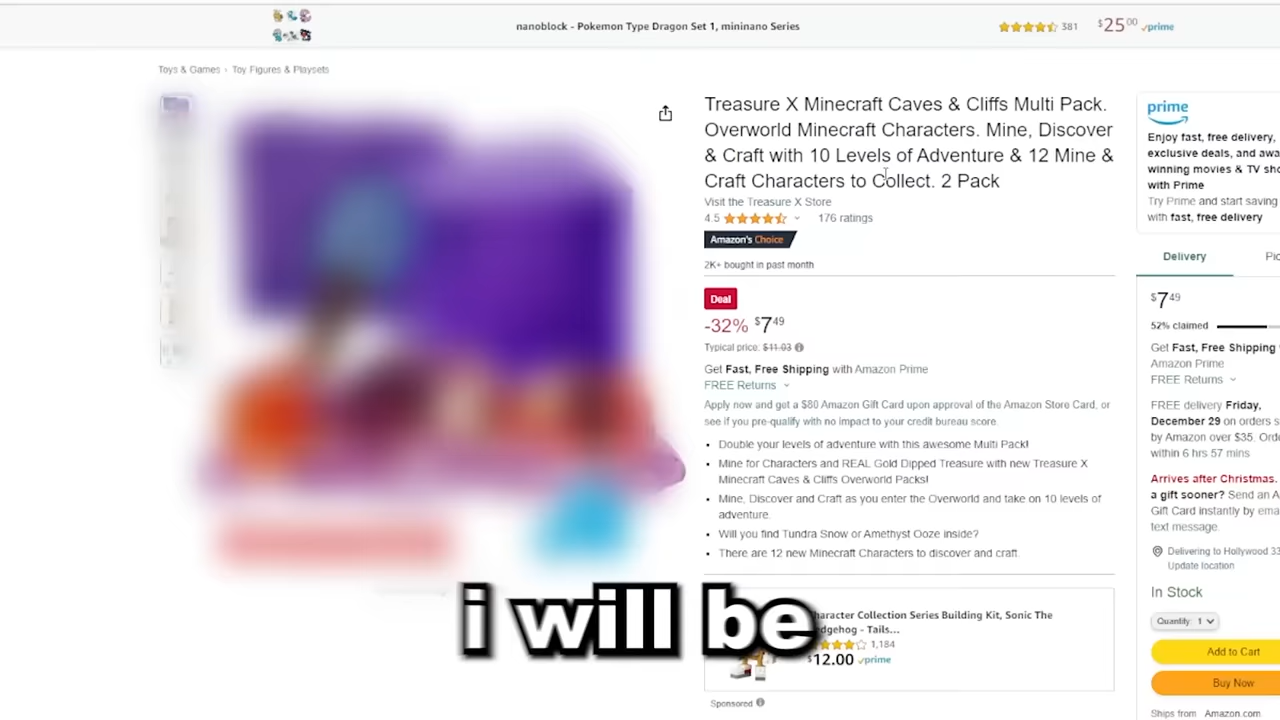 nanoblock - Pokemon Type Dragon Set 1, mininano Series
381 $25 00 prime
Toys & Games › Toy Figures & Playsets
Treasure X Minecraft Caves & Cliffs Multi Pack.
Overworld Minecraft Characters. Mine, Discover
& Craft with 10 Levels of Adventure & 12 Mine &
Craft Characters to Collect. 2 Pack
Visit the Treasure X Store
4.5 176 ratings
Amazon's Choice
2K+ bought in past month
Deal
-32% $7 49
Typical price: $11.03
Get Fast, Free Shipping with Amazon Prime
FREE Returns
Apply now and get a $80 Amazon Gift Card upon approval of the Amazon Store Card, or
see if you pre-qualify with no impact to your credit bureau score.
• Double your levels of adventure with this awesome Multi Pack!
• Mine for Characters and REAL Gold Dipped Treasure with new Treasure X
Minecraft Caves & Cliffs Overworld Packs!
• Mine, Discover and Craft as you enter the Overworld and take on 10 levels of
adventure.
• Will you find Tundra Snow or Amethyst Ooze inside?
• There are 12 new Minecraft Characters to discover and craft.
haracter Collection Series Building Kit, Sonic The
dgehog - Tails...
1,184
$12.00 prime
Sponsored
i will be
prime
Enjoy fast, free delivery,
exclusive deals, and awa
winning movies & TV sho
with Prime
Try Prime and start saving
with fast, free delivery
Delivery Pic
$7 49
52% claimed
Get Fast, Free Shipping
Amazon Prime
FREE Returns
FREE delivery Friday,
December 29 on orders s
by Amazon over $35. Ord
within 6 hrs 57 mins
Arrives after Christmas.
a gift sooner? Send an A
Gift Card instantly by ema
text message.
Delivering to Hollywood 33
Update location
In Stock
Quantity: 1
Add to Cart
Buy Now
Ships from Amazon.com